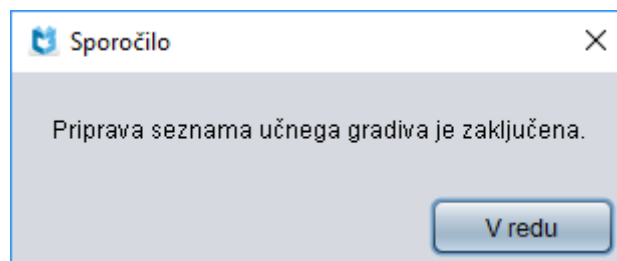 Sporočilo
Priprava seznama učnega gradiva je zaključena.
V redu